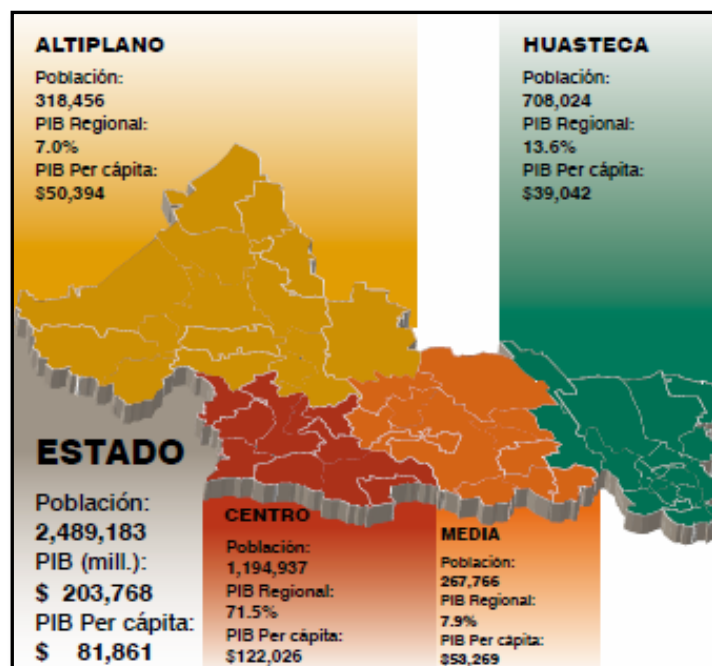 ALTIPLANO
Población:
318,456
PIB Regional:
7.0%
PIB Per cápita:
$50,394
HUASTECA
Población:
708,024
PIB Regional:
13.6%
PIB Per cápita:
$39,042
ESTADO
Población:
2,489,183
PIB (mill.):
$ 203,768
PIB Per cápita:
$ 81,861
CENTRO
Población:
1,194,937
PIB Regional:
71.5%
PIB Per cápita:
$122,026
MEDIA
Población:
267,766
PIB Regional:
7.9%
PIB Per cápita:
$53,269